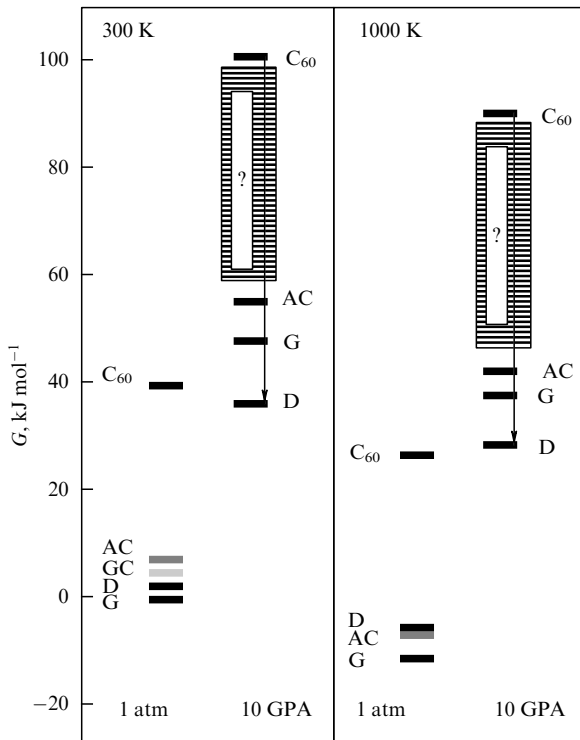 300 K
1000 K
G, kJ mol⁻¹
100
80
60
40
20
0
−20
C₆₀
?
AC
G
D
C₆₀
AC
GC
D
G
1 atm
10 GPA
C₆₀
?
AC
G
D
C₆₀
D
AC
G
1 atm
10 GPA